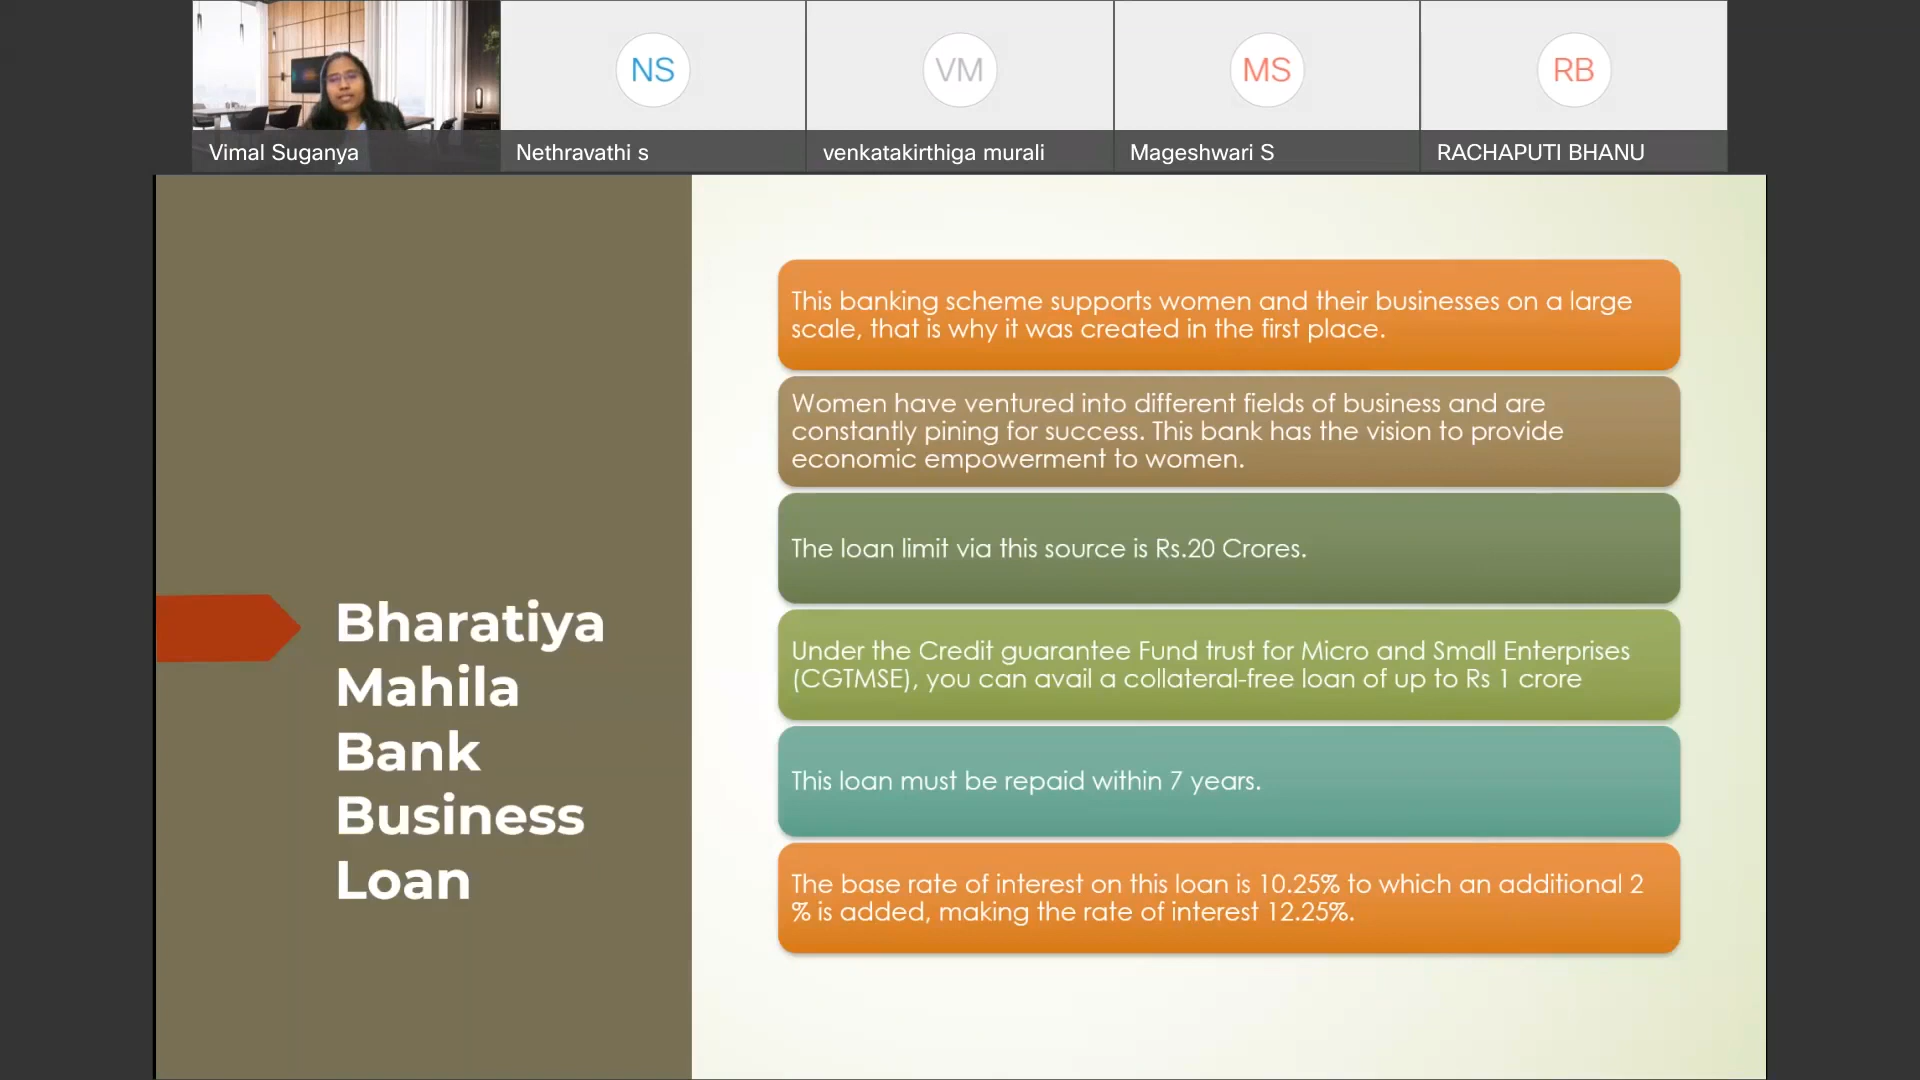 NS
VM
MS
RB
Vimal Suganya
Nethravathi s
venkatakirthiga murali
Mageshwari S
RACHAPUTI BHANU
Bharatiya
Mahila
Bank
Business
Loan
This banking scheme supports women and their businesses on a large
scale, that is why it was created in the first place.
Women have ventured into different fields of business and are
constantly pining for success. This bank has the vision to provide
economic empowerment to women.
The loan limit via this source is Rs.20 Crores.
Under the Credit guarantee Fund trust for Micro and Small Enterprises
(CGTMSE), you can avail a collateral-free loan of up to Rs 1 crore
This loan must be repaid within 7 years.
The base rate of interest on this loan is 10.25% to which an additional 2
% is added, making the rate of interest 12.25%.